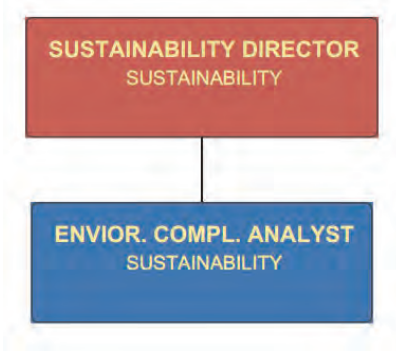 SUSTAINABILITY DIRECTOR
SUSTAINABILITY
ENVIOR. COMPL. ANALYST
SUSTAINABILITY